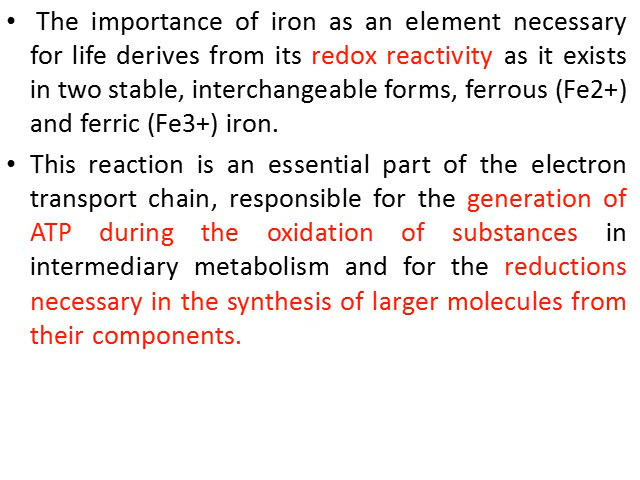 • The importance of iron as an element necessary
for life derives from its redox reactivity as it exists
in two stable, interchangeable forms, ferrous (Fe2+)
and ferric (Fe3+) iron.
• This reaction is an essential part of the electron
transport chain, responsible for the generation of
ATP during the oxidation of substances in
intermediary metabolism and for the reductions
necessary in the synthesis of larger molecules from
their components.